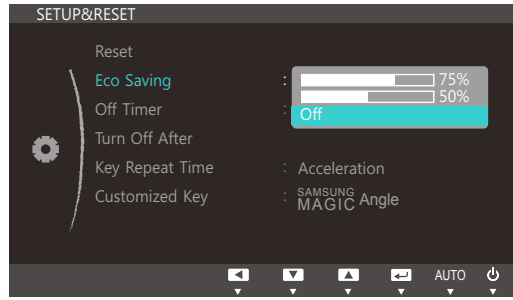 SETUP&RESET
Reset
Eco Saving : 75%
50%
Off Timer : Off
Turn Off After
Key Repeat Time : Acceleration
Customized Key : SAMSUNG MAGIC Angle
AUTO